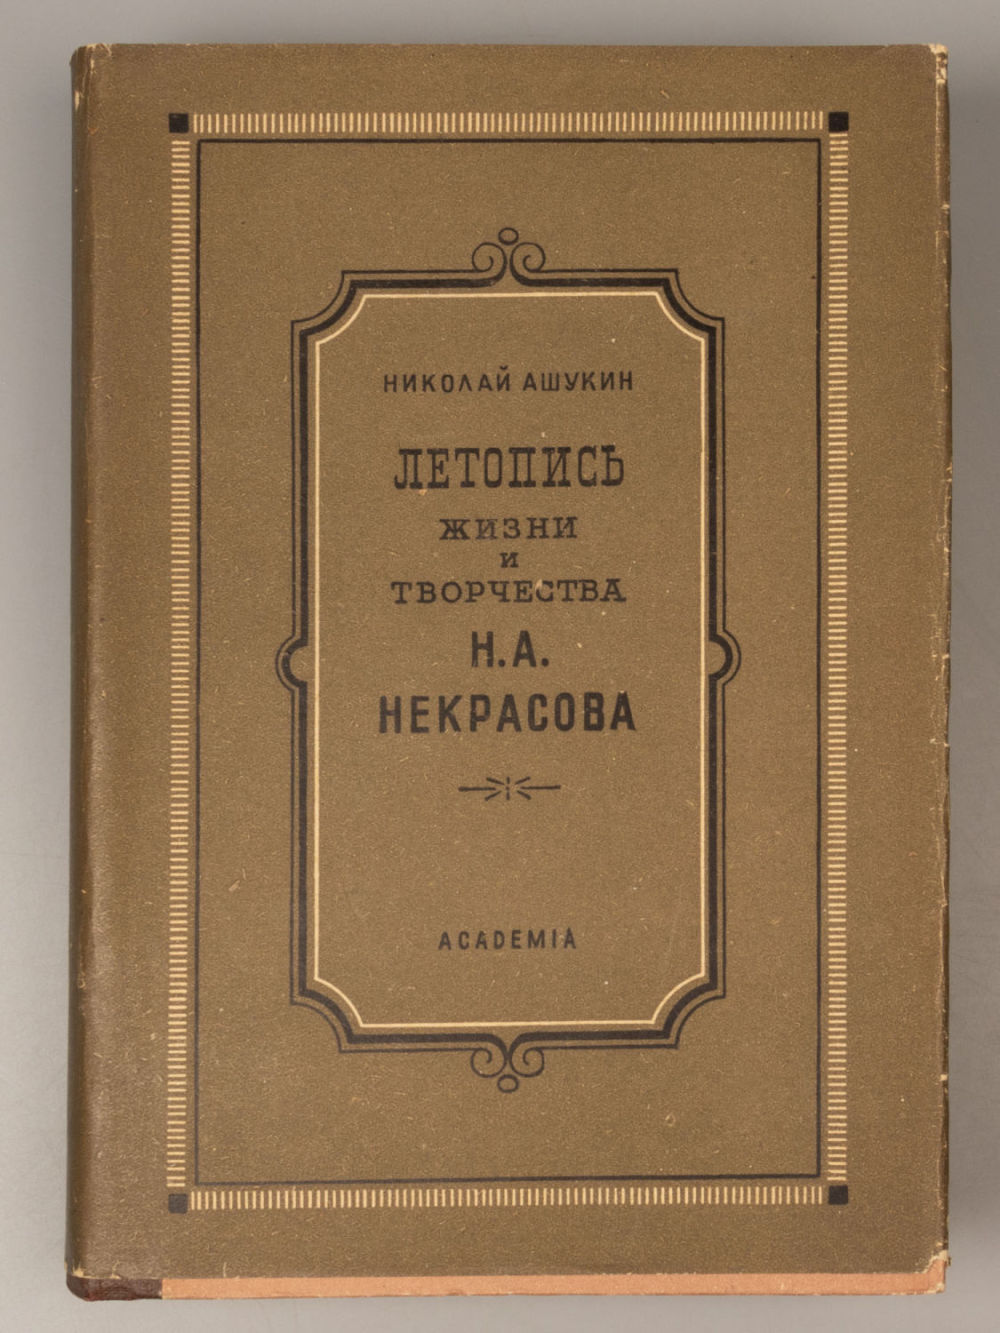 НИКОЛАЙ АШУКИН
ЛЕТОПИСЬ
ЖИЗНИ
И
ТВОРЧЕСТВА
Н.А.
НЕКРАСОВА
ACADEMIA